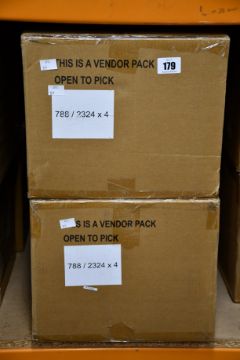 THIS IS A VENDOR PACK
OPEN TO PICK
179
788 / 2324 x 4
IS A VENDOR PACK
OPEN TO PICK
788 / 2324 x 4